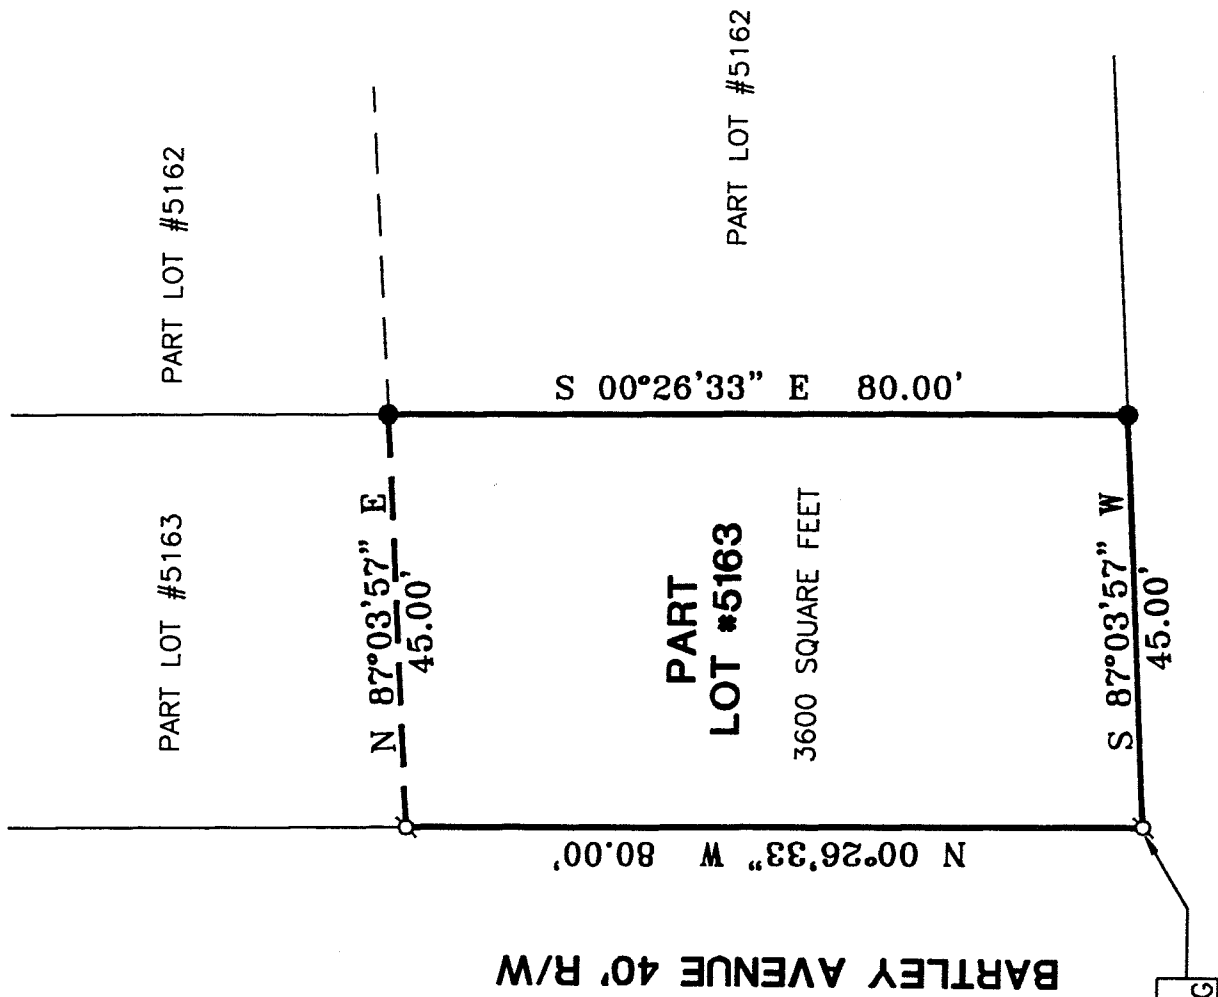 PART LOT #5162
PART LOT #5162
PART LOT #5163
S 00°26'33" E 80.00'
N 87°03'57" E
45.00'
PART
LOT #5163
3600 SQUARE FEET
S 87°03'57" W
45.00'
N 00°26'33" W 80.00'
BARTLEY AVENUE 40' R/W
G